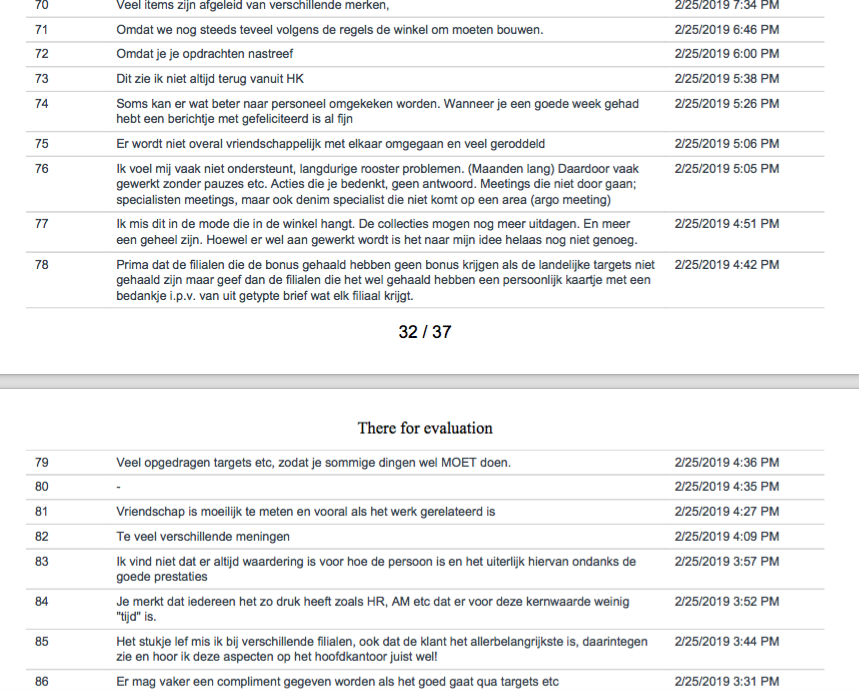 70 Veel items zijn afgeleid van verschillende merken, 2/25/2019 7:34 PM
71 Omdat we nog steeds teveel volgens de regels de winkel om moeten bouwen. 2/25/2019 6:46 PM
72 Omdat je je opdrachten nastreef 2/25/2019 6:00 PM
73 Dit zie ik niet altijd terug vanuit HK 2/25/2019 5:38 PM
74 Soms kan er wat beter naar personeel omgekeken worden. Wanneer je een goede week gehad 2/25/2019 5:26 PM
hebt een berichtje met gefeliciteerd is al fijn
75 Er wordt niet overal vriendschappelijk met elkaar omgegaan en veel geroddeld 2/25/2019 5:06 PM
76 Ik voel mij vaak niet ondersteunt, langdurige rooster problemen. (Maanden lang) Daardoor vaak 2/25/2019 5:05 PM
gewerkt zonder pauzes etc. Acties die je bedenkt, geen antwoord. Meetings die niet door gaan;
specialisten meetings, maar ook denim specialist die niet komt op een area (argo meeting)
77 Ik mis dit in de mode die in de winkel hangt. De collecties mogen nog meer uitdagen. En meer 2/25/2019 4:51 PM
een geheel zijn. Hoewel er wel aan gewerkt wordt is het naar mijn idee helaas nog niet genoeg.
78 Prima dat de filialen die de bonus gehaald hebben geen bonus krijgen als de landelijke targets niet 2/25/2019 4:42 PM
gehaald zijn maar geef dan de filialen die het wel gehaald hebben een persoonlijk kaartje met een
bedankje i.p.v. van uit getypte brief wat elk filiaal krijgt.
32 / 37
There for evaluation
79 Veel opgedragen targets etc, zodat je sommige dingen wel MOET doen. 2/25/2019 4:36 PM
80 - 2/25/2019 4:35 PM
81 Vriendschap is moeilijk te meten en vooral als het werk gerelateerd is 2/25/2019 4:27 PM
82 Te veel verschillende meningen 2/25/2019 4:09 PM
83 Ik vind niet dat er altijd waardering is voor hoe de persoon is en het uiterlijk hiervan ondanks de 2/25/2019 3:57 PM
goede prestaties
84 Je merkt dat iedereen het zo druk heeft zoals HR, AM etc dat er voor deze kernwaarde weinig 2/25/2019 3:52 PM
"tijd" is.
85 Het stukje lef mis ik bij verschillende filialen, ook dat de klant het allerbelangrijkste is, daarintegen 2/25/2019 3:44 PM
zie en hoor ik deze aspecten op het hoofdkantoor juist wel!
86 Er mag vaker een compliment gegeven worden als het goed gaat qua targets etc 2/25/2019 3:31 PM